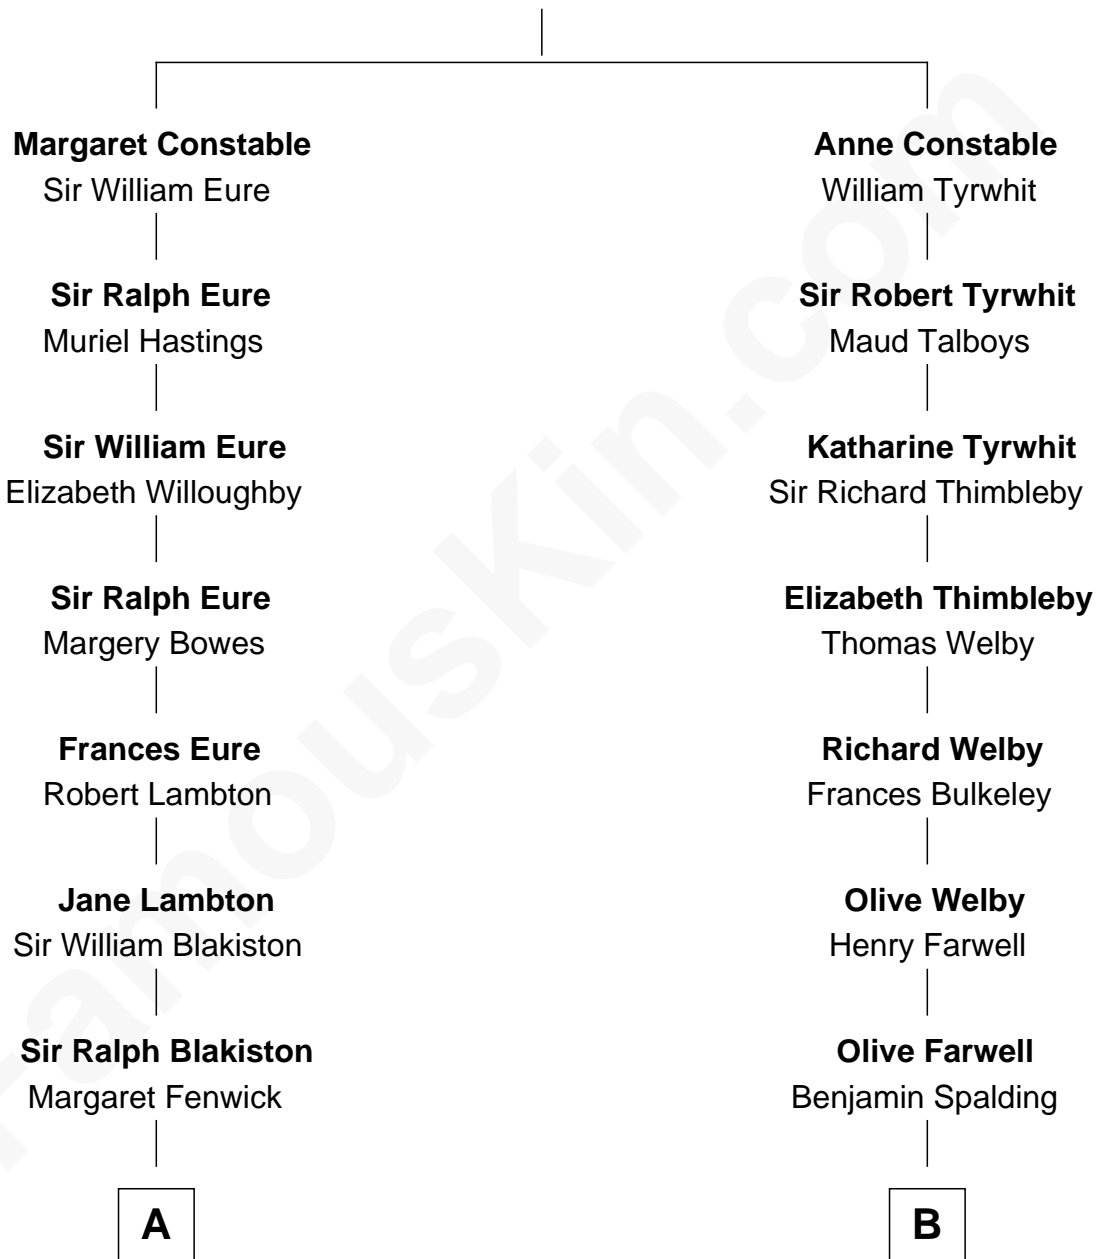 Margaret Constable
Sir William Eure
Anne Constable
William Tyrwhit
Sir Ralph Eure
Muriel Hastings
Sir Robert Tyrwhit
Maud Talboys
Sir William Eure
Elizabeth Willoughby
Katharine Tyrwhit
Sir Richard Thimbleby
Sir Ralph Eure
Margery Bowes
Elizabeth Thimbleby
Thomas Welby
Frances Eure
Robert Lambton
Richard Welby
Frances Bulkeley
Jane Lambton
Sir William Blakiston
Olive Welby
Henry Farwell
Sir Ralph Blakiston
Margaret Fenwick
Olive Farwell
Benjamin Spalding
A
B
FamousKin.com